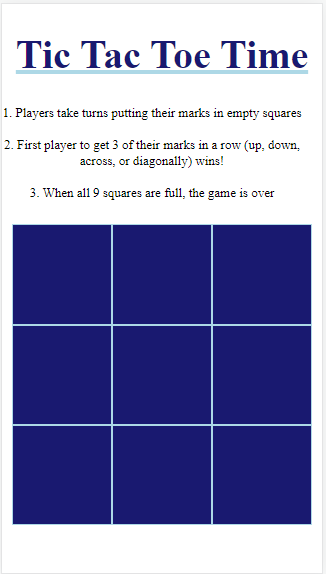 Tic Tac Toe Time
1. Players take turns putting their marks in empty squares
2. First player to get 3 of their marks in a row (up, down,
across, or diagonally) wins!
3. When all 9 squares are full, the game is over